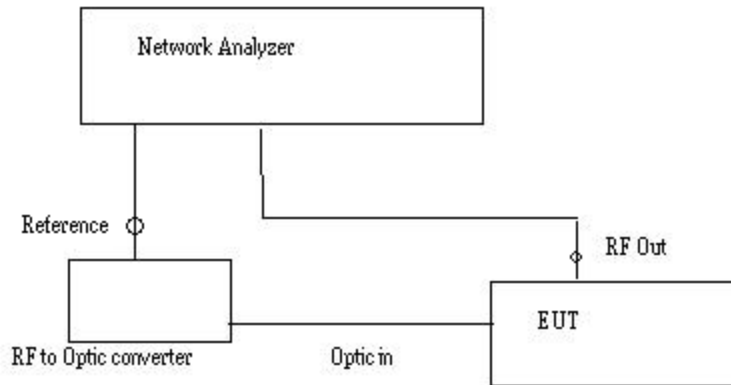 Network Analyzer
Reference
RF Out
EUT
RF to Optic converter
Optic in